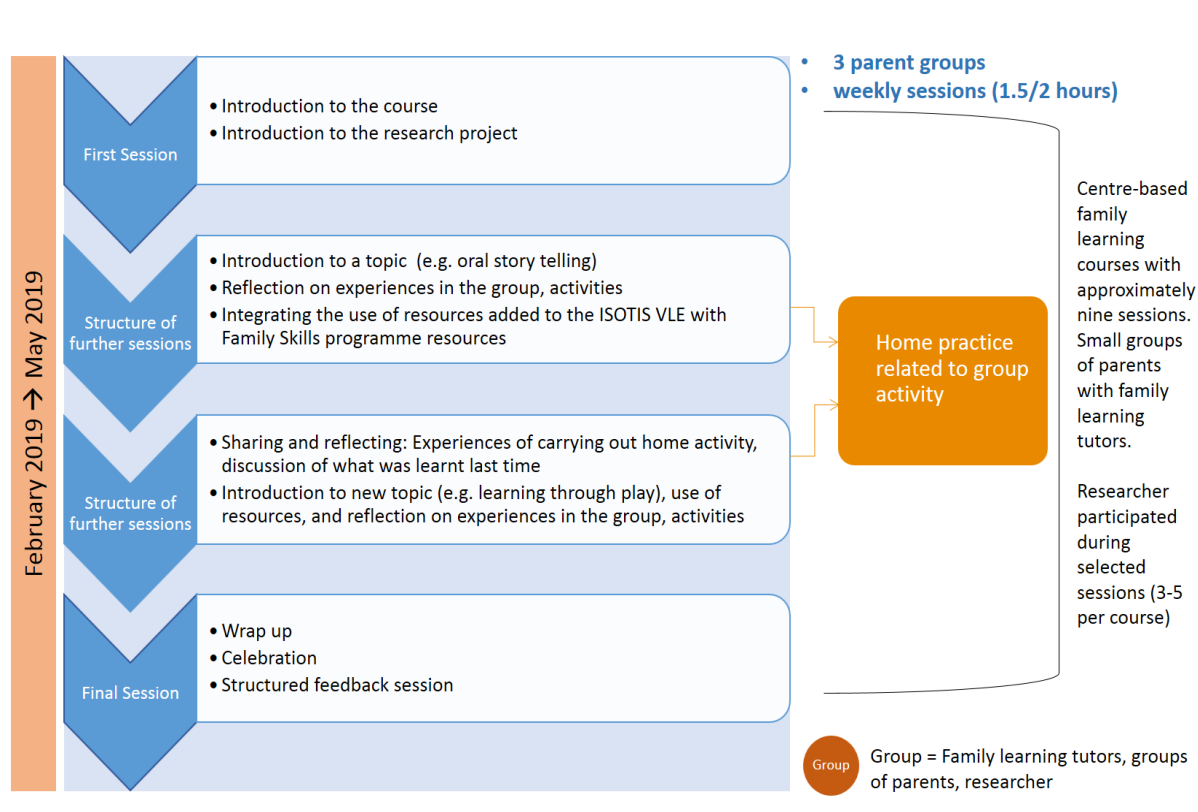 February 2019 → May 2019
First Session
• Introduction to the course
• Introduction to the research project
Structure of
further sessions
• Introduction to a topic  (e.g. oral story telling)
• Reflection on experiences in the group, activities
• Integrating the use of resources added to the ISOTIS VLE with
Family Skills programme resources
Structure of
further sessions
• Sharing and reflecting: Experiences of carrying out home activity,
discussion of what was learnt last time
• Introduction to new topic (e.g. learning through play), use of
resources, and reflection on experiences in the group, activities
Final Session
• Wrap up
• Celebration
• Structured feedback session
• 3 parent groups
• weekly sessions (1.5/2 hours)
Home practice
related to group
activity
Centre-based
family
learning
courses with
approximately
nine sessions.
Small groups
of parents
with family
learning
tutors.
Researcher
participated
during
selected
sessions (3-5
per course)
Group
Group = Family learning tutors, groups
of parents, researcher